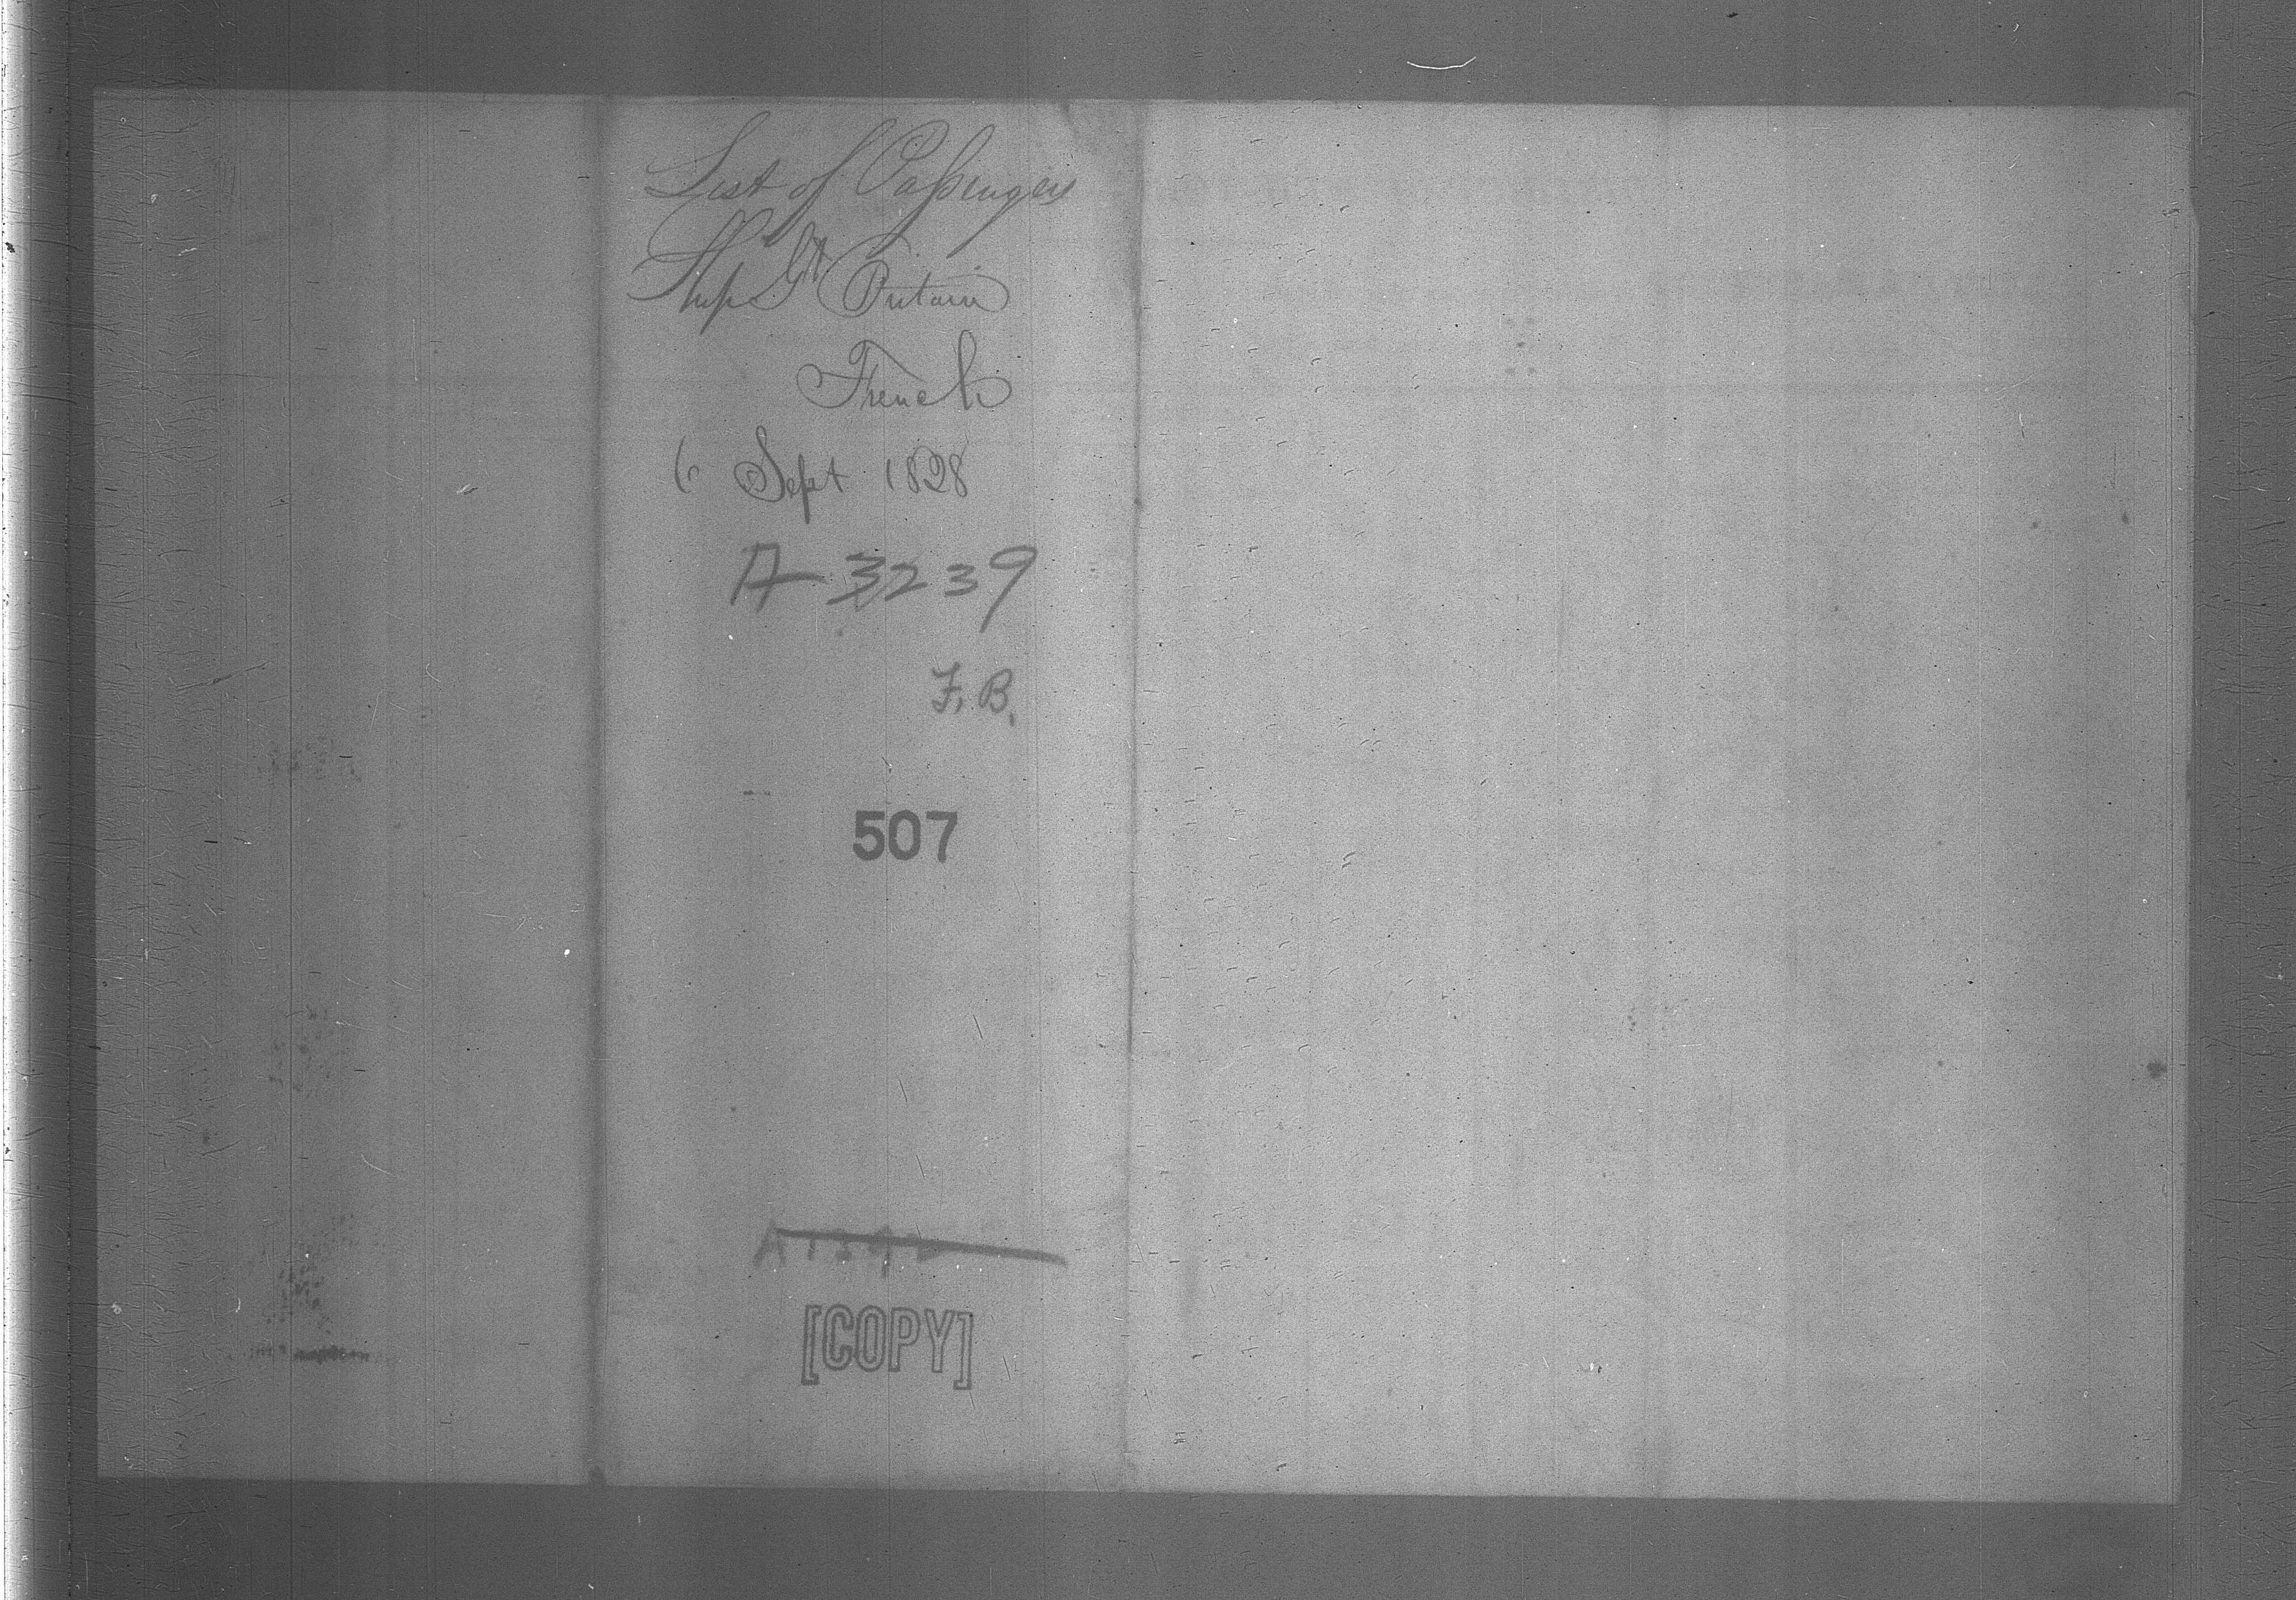 List of Passengers
Ship Gt Britain
French
6 Sept 1828
A-3239
F. B.
507
[COPY]